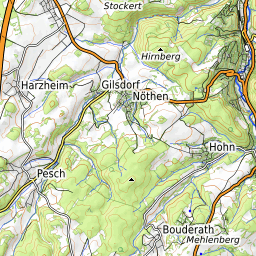 Stockert
Hirnberg
Harzheim
Gilsdorf
Nöthen
Hohn
Pesch
Bouderath
Mehlenberg